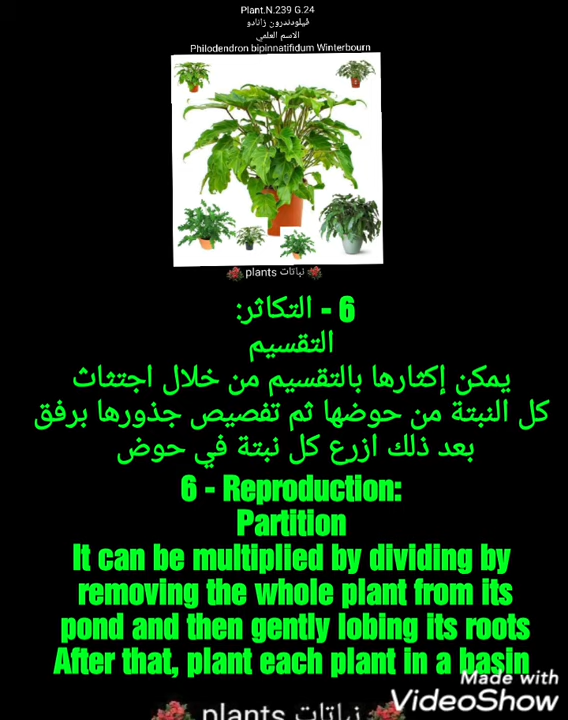 Plant.N.239 G.24
فيلودندرون زانادو
الاسم العلمي
Philodendron bipinnatifidum Winterbourn
plants نباتات
6 - التكاثر:
التقسيم
يمكن إكثارها بالتقسيم من خلال اجتثاث
كل النبتة من حوضها ثم تفصيص جذورها برفق
بعد ذلك ازرع كل نبتة في حوض
6 - Reproduction:
Partition
It can be multiplied by dividing by
removing the whole plant from its
pond and then gently lobing its roots
After that, plant each plant in a basin
Made with
VideoShow
plants نباتات